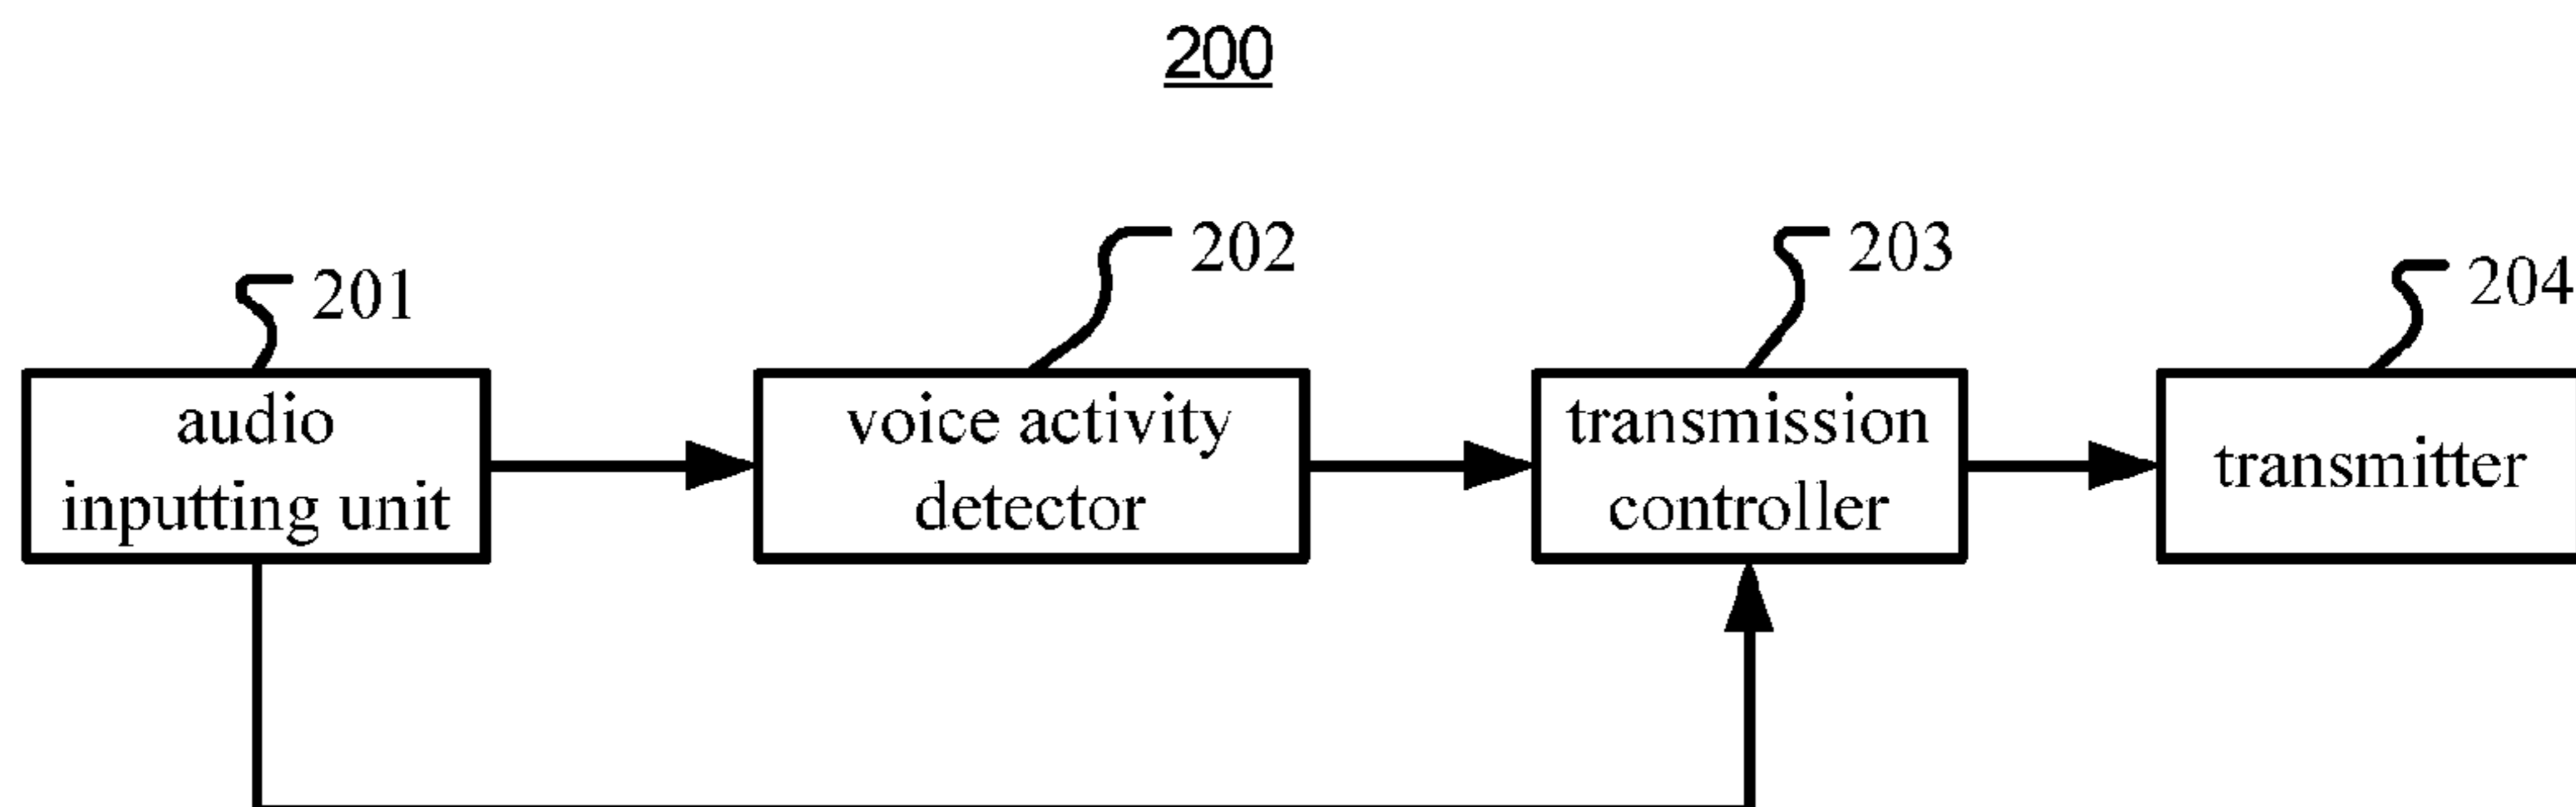 200
201
202
203
204
audio
inputting unit
voice activity
detector
transmission
controller
transmitter